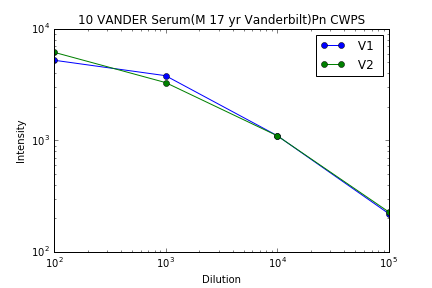 10 VANDER Serum(M 17 yr Vanderbilt)Pn CWPS
10^4
V1
V2
10^3
Intensity
10^2
10^2 10^3 10^4 10^5
Dilution